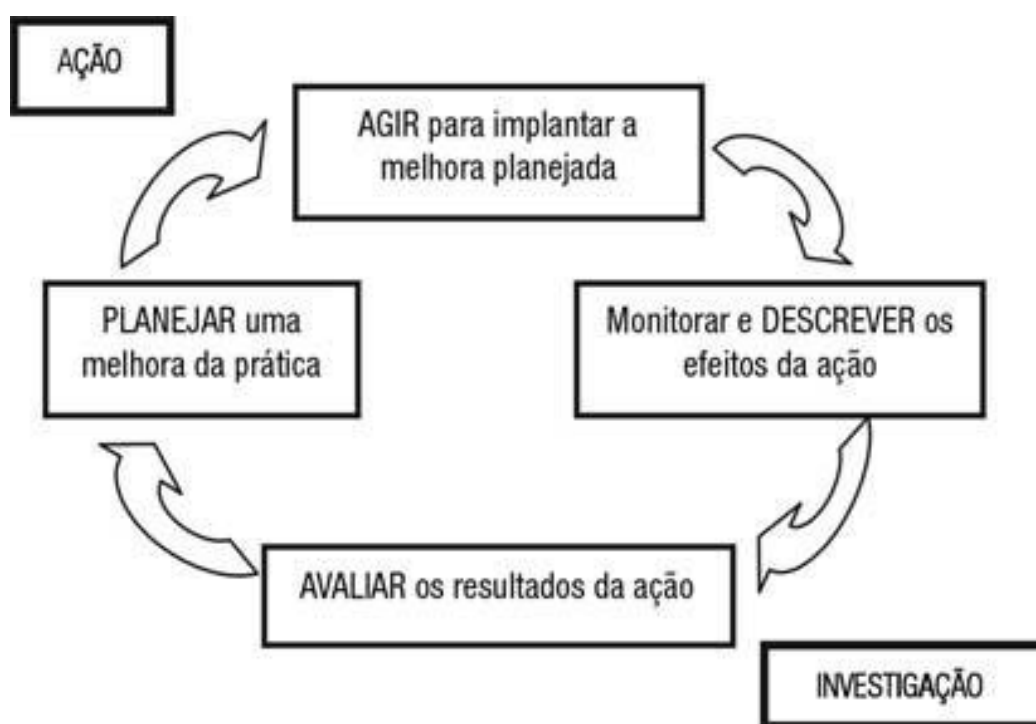 AÇÃO
AGIR para implantar a
melhora planejada
PLANEJAR uma
melhora da prática
Monitorar e DESCREVER os
efeitos da ação
AVALIAR os resultados da ação
INVESTIGAÇÃO